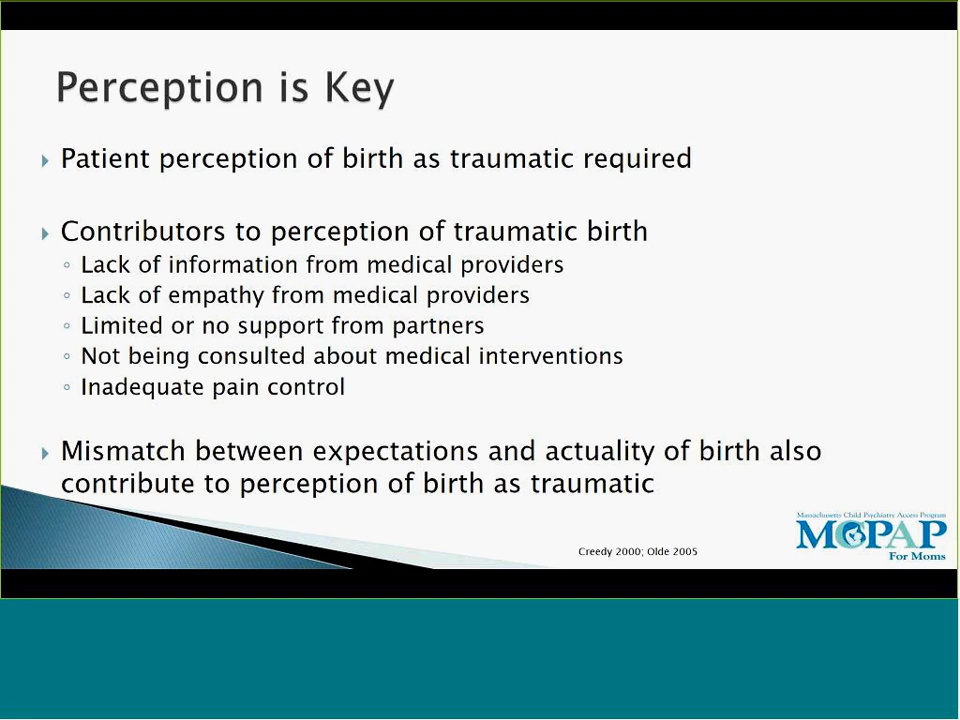 Perception is Key
Patient perception of birth as traumatic required
Contributors to perception of traumatic birth
Lack of information from medical providers
Lack of empathy from medical providers
Limited or no support from partners
Not being consulted about medical interventions
Inadequate pain control
Mismatch between expectations and actuality of birth also
contribute to perception of birth as traumatic
Creedy 2000; Olde 2005
Massachusetts Child Psychiatry Access Program
MCPAP
For Moms